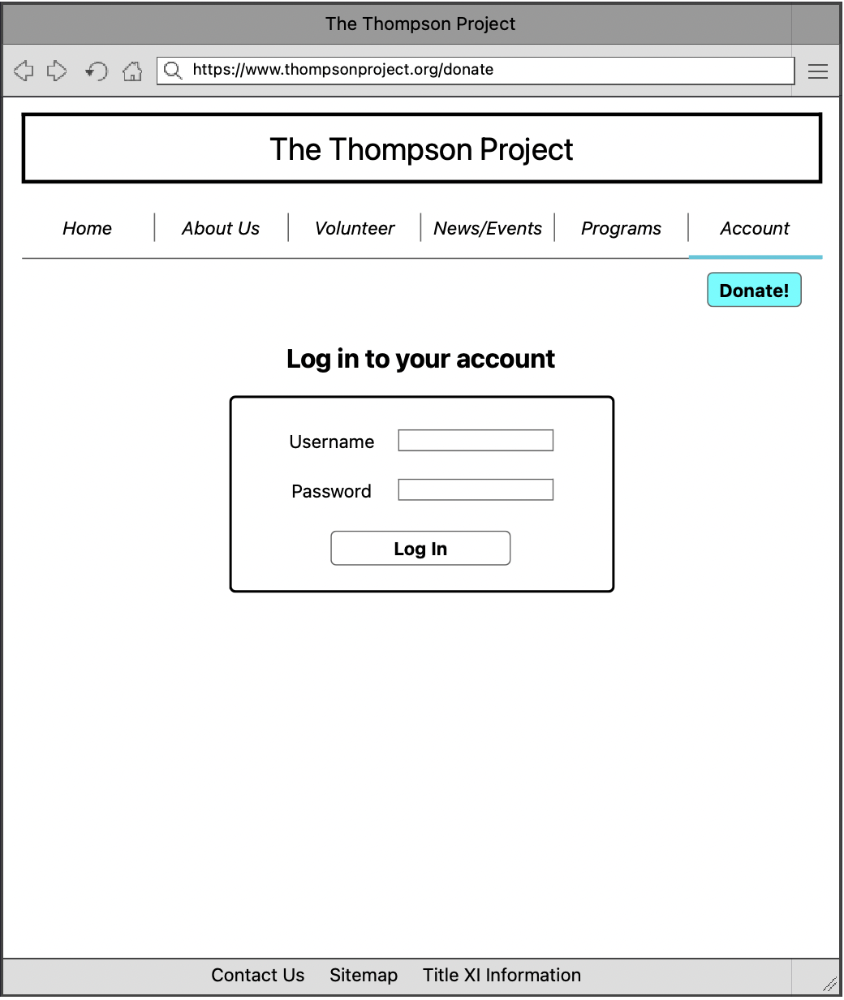 The Thompson Project
https://www.thompsonproject.org/donate
The Thompson Project
Home About Us Volunteer News/Events Programs Account
Donate!
Log in to your account
Username
Password
Log In
Contact Us Sitemap Title XI Information